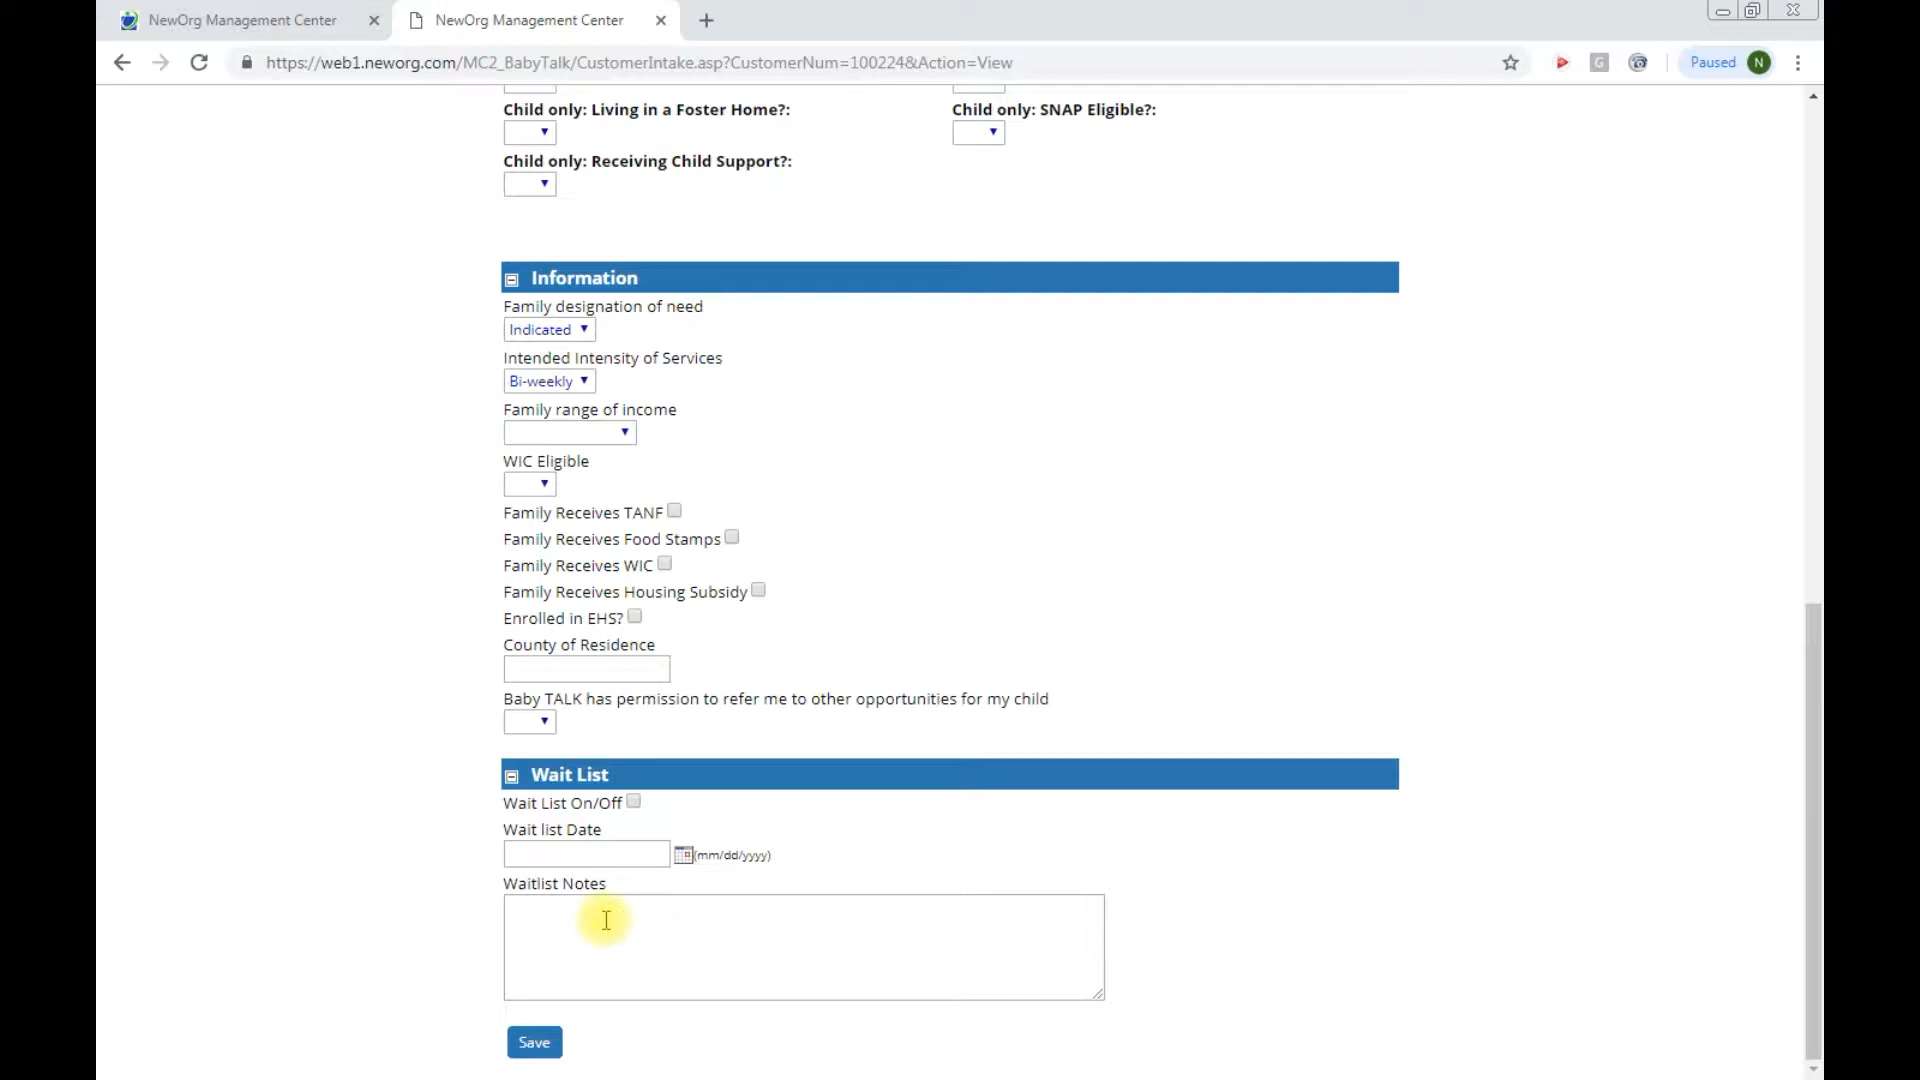 NewOrg Management Center
NewOrg Management Center
https://web1.neworg.com/MC2_BabyTalk/CustomerIntake.asp?CustomerNum=100224&Action=View
G
Paused N
Child only: Living in a Foster Home?: Child only: SNAP Eligible?:
Child only: Receiving Child Support?:
Information
Family designation of need
Indicated
Intended Intensity of Services
Bi-weekly
Family range of income
WIC Eligible
Family Receives TANF
Family Receives Food Stamps
Family Receives WIC
Family Receives Housing Subsidy
Enrolled in EHS?
County of Residence
Baby TALK has permission to refer me to other opportunities for my child
Wait List
Wait List On/Off
Wait list Date
(mm/dd/yyyy)
Waitlist Notes
Save